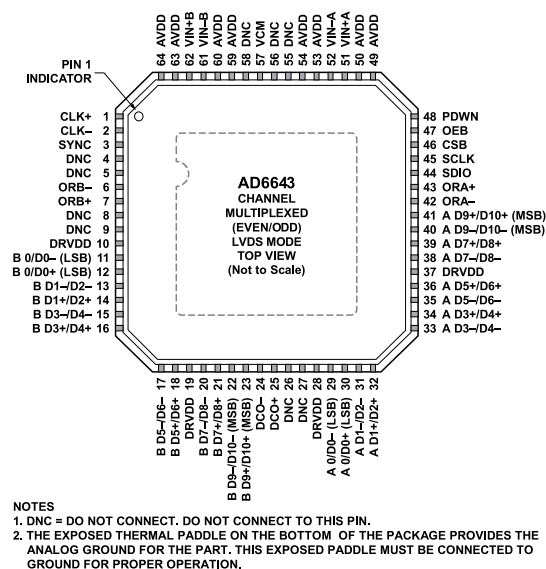 64 AVDD
63 AVDD
62 VIN+B
61 VIN–B
60 AVDD
59 AVDD
58 DNC
57 VCM
56 DNC
55 DNC
54 AVDD
53 AVDD
52 VIN–A
51 VIN+A
50 AVDD
49 AVDD
PIN 1
INDICATOR
CLK+ 1
CLK– 2
SYNC 3
DNC 4
DNC 5
ORB– 6
ORB+ 7
DNC 8
DNC 9
DRVDD 10
B 0/D0– (LSB) 11
B 0/D0+ (LSB) 12
B D1–/D2– 13
B D1+/D2+ 14
B D3–/D4– 15
B D3+/D4+ 16
AD6643
CHANNEL
MULTIPLEXED
(EVEN/ODD)
LVDS MODE
TOP VIEW
(Not to Scale)
48 PDWN
47 OEB
46 CSB
45 SCLK
44 SDIO
43 ORA+
42 ORA–
41 A D9+/D10+ (MSB)
40 A D9–/D10– (MSB)
39 A D7+/D8+
38 A D7–/D8–
37 DRVDD
36 A D5+/D6+
35 A D5–/D6–
34 A D3+/D4+
33 A D3–/D4–
B D5–/D6– 17
B D5+/D6+ 18
DRVDD 19
B D7–/D8– 20
B D7+/D8+ 21
B D9–/D10– (MSB) 22
B D9+/D10+ (MSB) 23
DCO– 24
DCO+ 25
DNC 26
DNC 27
DRVDD 28
A 0/D0– (LSB) 29
A 0/D0+ (LSB) 30
A D1–/D2– 31
A D1+/D2+ 32
NOTES
1. DNC = DO NOT CONNECT. DO NOT CONNECT TO THIS PIN.
2. THE EXPOSED THERMAL PADDLE ON THE BOTTOM OF THE PACKAGE PROVIDES THE
ANALOG GROUND FOR THE PART. THIS EXPOSED PADDLE MUST BE CONNECTED TO
GROUND FOR PROPER OPERATION.